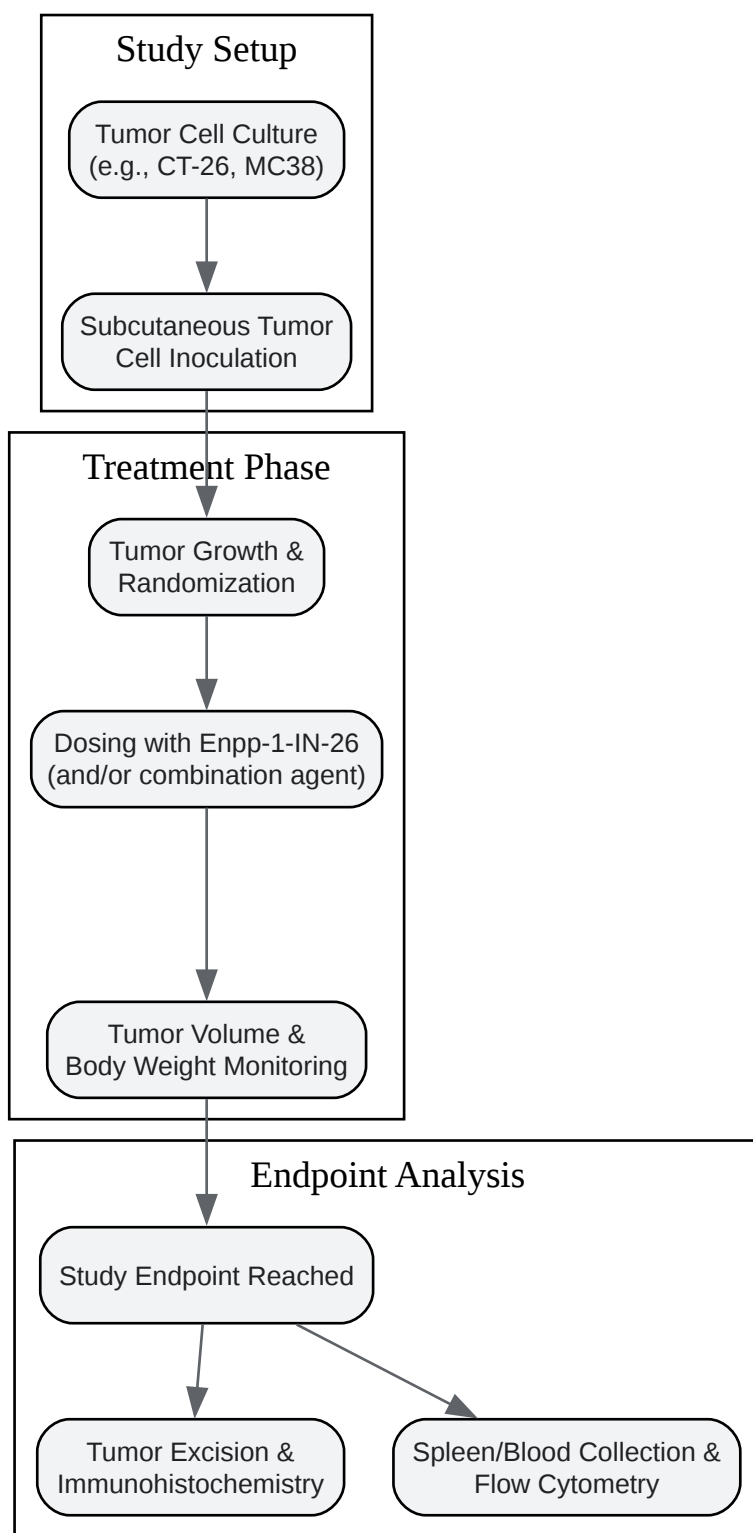 Study Setup
Tumor Cell Culture
(e.g., CT-26, MC38)
Subcutaneous Tumor
Cell Inoculation
Treatment Phase
Tumor Growth &
Randomization
Dosing with Enpp-1-IN-26
(and/or combination agent)
Tumor Volume &
Body Weight Monitoring
Endpoint Analysis
Study Endpoint Reached
Tumor Excision &
Immunohistochemistry
Spleen/Blood Collection &
Flow Cytometry